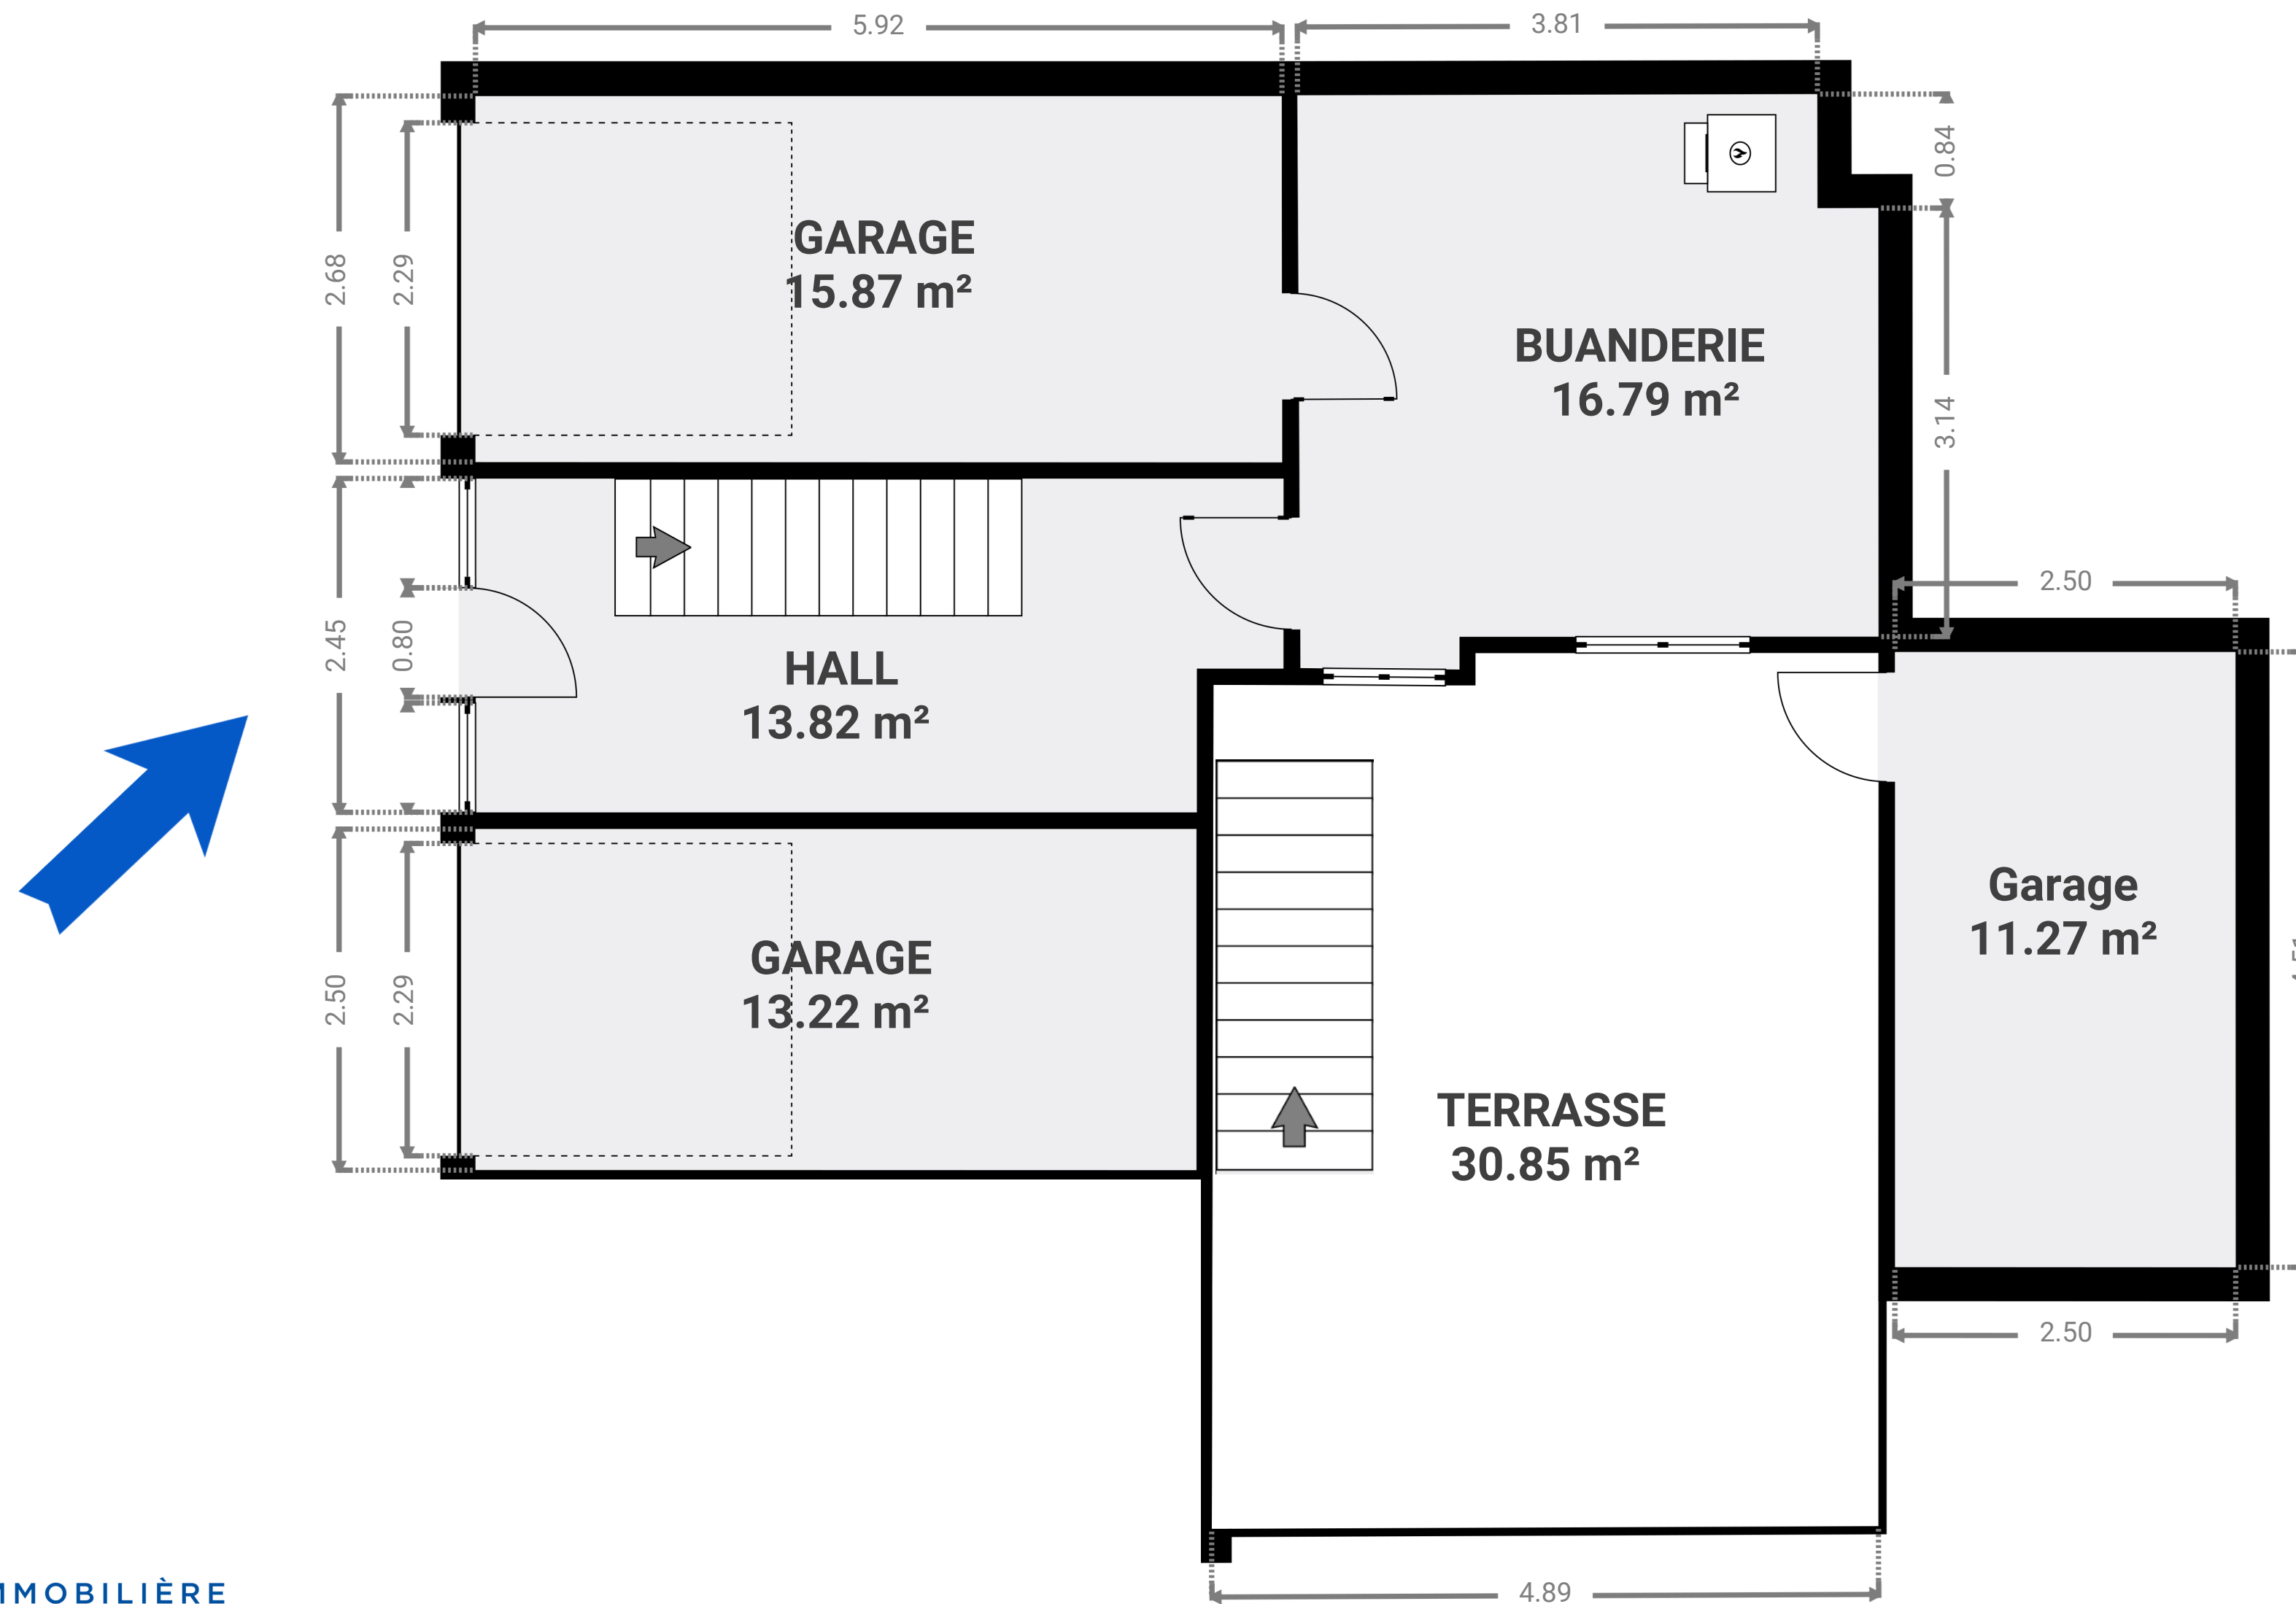 5.92
3.81
0.84
2.68
2.29
GARAGE
15.87 m²
BUANDERIE
16.79 m²
3.14
2.45
0.80
HALL
13.82 m²
2.50
Garage
11.27 m²
2.50
2.29
GARAGE
13.22 m²
TERRASSE
30.85 m²
2.50
4.89
MOBILIÈRE